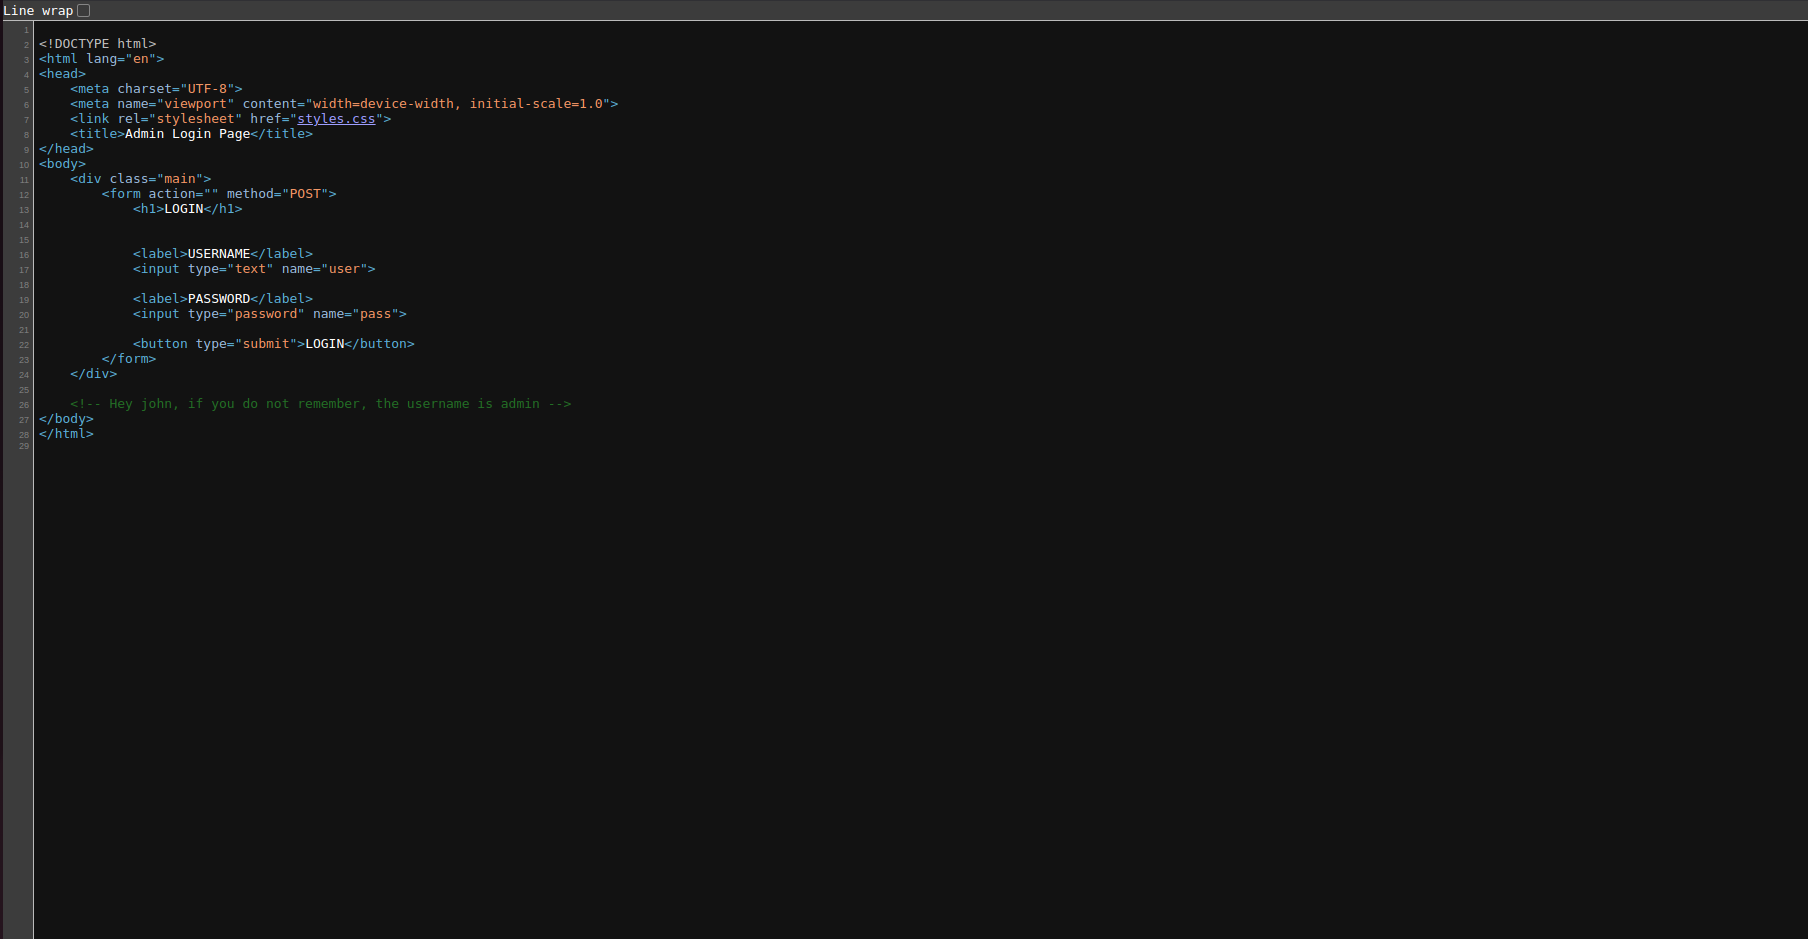 Line wrap
1
2 <!DOCTYPE html>
3 <html lang="en">
4 <head>
5     <meta charset="UTF-8">
6     <meta name="viewport" content="width=device-width, initial-scale=1.0">
7     <link rel="stylesheet" href="styles.css">
8     <title>Admin Login Page</title>
9 </head>
10 <body>
11     <div class="main">
12         <form action="" method="POST">
13             <h1>LOGIN</h1>
14
15
16             <label>USERNAME</label>
17             <input type="text" name="user">
18
19             <label>PASSWORD</label>
20             <input type="password" name="pass">
21
22             <button type="submit">LOGIN</button>
23         </form>
24     </div>
25
26     <!-- Hey john, if you do not remember, the username is admin -->
27 </body>
28 </html>
29